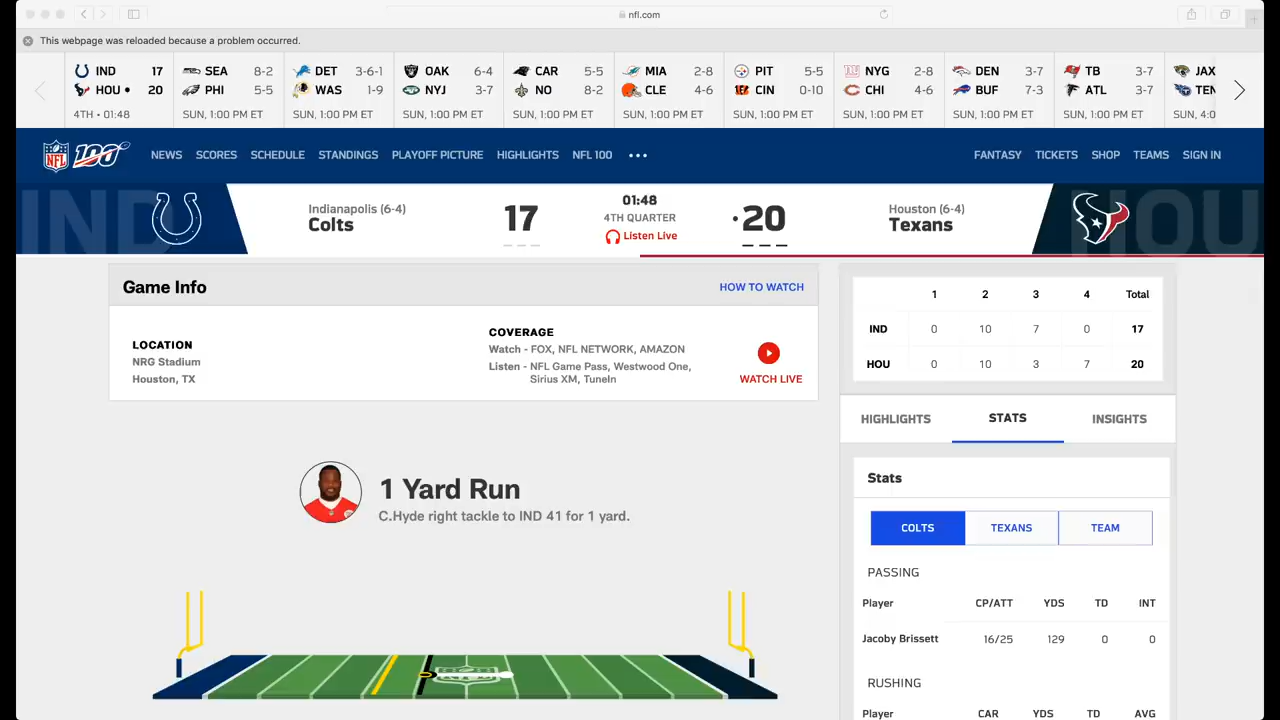 nfl.com
This webpage was reloaded because a problem occurred.
IND 17
HOU • 20
4TH • 01:48
SEA 8-2
PHI 5-5
SUN, 1:00 PM ET
DET 3-6-1
WAS 1-9
SUN, 1:00 PM ET
OAK 6-4
NYJ 3-7
SUN, 1:00 PM ET
CAR 5-5
NO 8-2
SUN, 1:00 PM ET
MIA 2-8
CLE 4-6
SUN, 1:00 PM ET
PIT 5-5
CIN 0-10
SUN, 1:00 PM ET
NYG 2-8
CHI 4-6
SUN, 1:00 PM ET
DEN 3-7
BUF 7-3
SUN, 1:00 PM ET
TB 3-7
ATL 3-7
SUN, 1:00 PM ET
JAX
TEN
SUN, 4:0
NFL 100 NEWS SCORES SCHEDULE STANDINGS PLAYOFF PICTURE HIGHLIGHTS NFL 100 ••• FANTASY TICKETS SHOP TEAMS SIGN IN
IND
Indianapolis (6-4)
Colts
17
01:48
4TH QUARTER
Listen Live
20
Houston (6-4)
Texans
HOU
Game Info HOW TO WATCH
LOCATION
NRG Stadium
Houston, TX
COVERAGE
Watch - FOX, NFL NETWORK, AMAZON
Listen - NFL Game Pass, Westwood One,
Sirius XM, TuneIn
WATCH LIVE
1 Yard Run
C.Hyde right tackle to IND 41 for 1 yard.
1 2 3 4 Total
IND 0 10 7 0 17
HOU 0 10 3 7 20
HIGHLIGHTS STATS INSIGHTS
Stats
COLTS TEXANS TEAM
PASSING
Player CP/ATT YDS TD INT
Jacoby Brissett 16/25 129 0 0
RUSHING
Player CAR YDS TD AVG